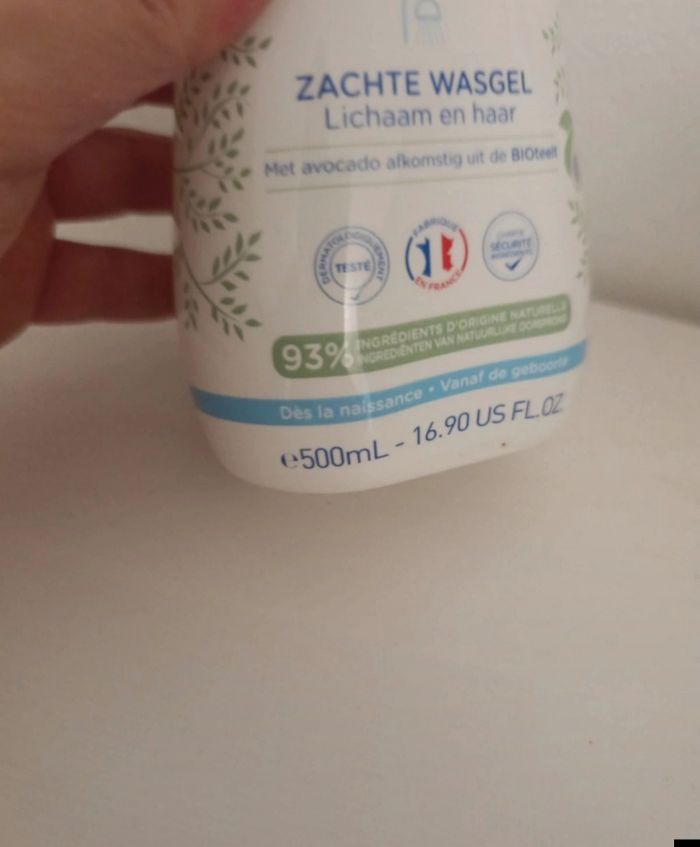 ZACHTE WASGEL
Lichaam en haar
Met avocado afkomstig uit de BIOteelt
DERMATOLOGIQUEMENT
TESTÉ
FABRIQUÉ
EN FRANCE
SÉCURITÉ
93%
INGRÉDIENTS D'ORIGINE NATURELLE
INGREDIËNTEN VAN NATUURLIJKE OORSPRONG
Dès la naissance • Vanaf de geboorte
℮500mL - 16.90 US FL.OZ